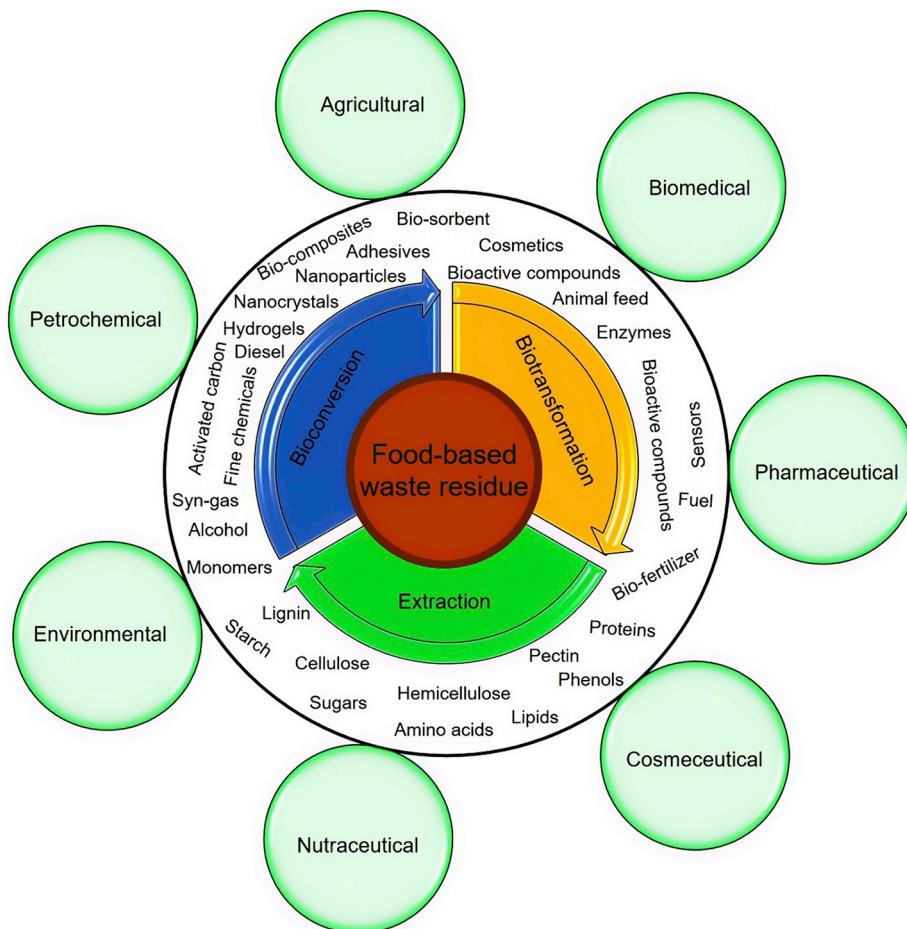 Agricultural
Biomedical
Petrochemical
Pharmaceutical
Environmental
Cosmeceutical
Nutraceutical
Bio-sorbent
Bio-composites
Adhesives
Nanoparticles
Nanocrystals
Hydrogels
Diesel
Activated carbon
Fine chemicals
Syn-gas
Alcohol
Monomers
Cosmetics
Bioactive compounds
Animal feed
Enzymes
Bioactive compounds
Sensors
Fuel
Bio-fertilizer
Proteins
Pectin
Phenols
Lipids
Hemicellulose
Amino acids
Cellulose
Sugars
Lignin
Starch
Bioconversion
Biotransformation
Extraction
Food-based
waste residue